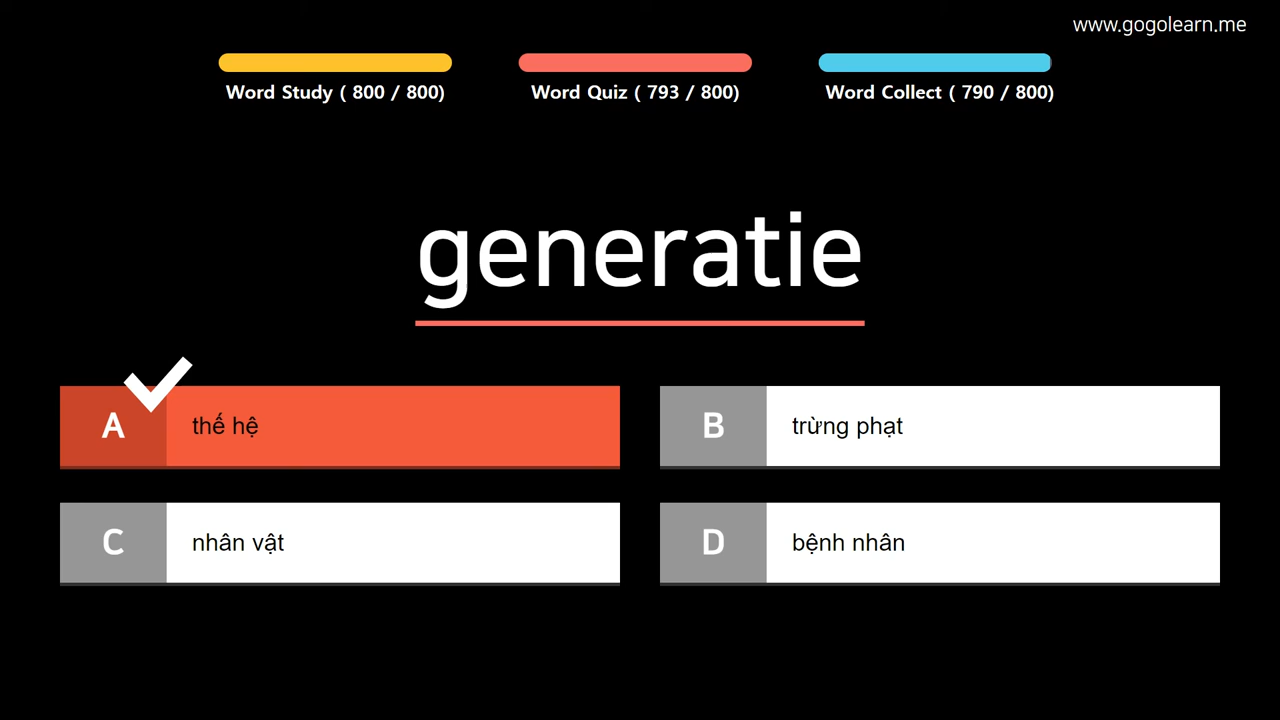 www.gogolearn.me
Word Study ( 800 / 800)
Word Quiz ( 793 / 800)
Word Collect ( 790 / 800)
generatie
A thế hệ
B trừng phạt
C nhân vật
D bệnh nhân